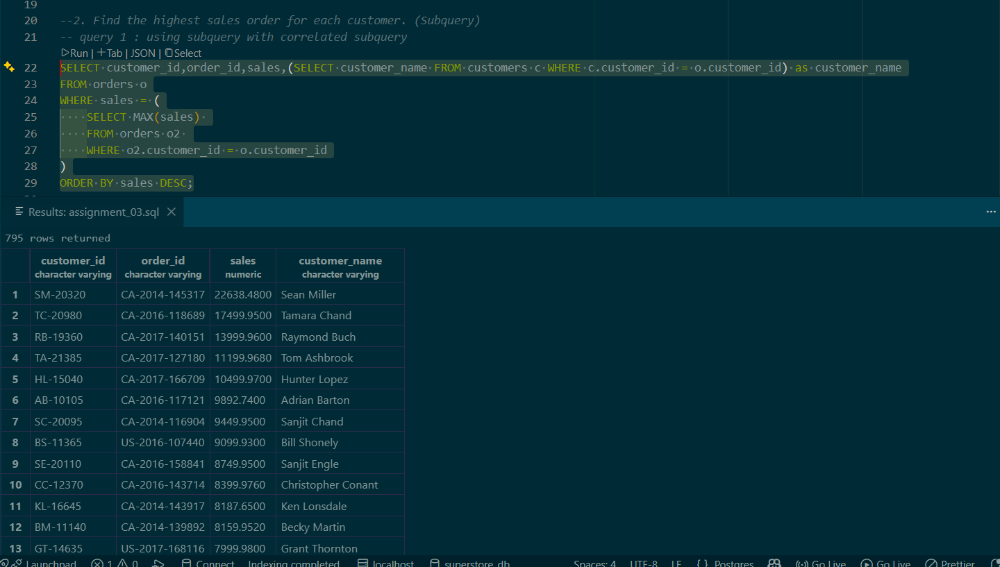 19
20 --2. Find the highest sales order for each customer. (Subquery)
21 -- query 1 : using subquery with correlated subquery
Run | Tab | JSON | Select
22 SELECT customer_id,order_id,sales,(SELECT customer_name FROM customers c WHERE c.customer_id = o.customer_id) as customer_name
23 FROM orders o
24 WHERE sales = (
25 SELECT MAX(sales)
26 FROM orders o2
27 WHERE o2.customer_id = o.customer_id
28 )
29 ORDER BY sales DESC;
Results: assignment_03.sql
795 rows returned
customer_id order_id sales customer_name
character varying character varying numeric character varying
1 SM-20320 CA-2014-145317 22638.4800 Sean Miller
2 TC-20980 CA-2016-118689 17499.9500 Tamara Chand
3 RB-19360 CA-2017-140151 13999.9600 Raymond Buch
4 TA-21385 CA-2017-127180 11199.9680 Tom Ashbrook
5 HL-15040 CA-2017-166709 10499.9700 Hunter Lopez
6 AB-10105 CA-2016-117121 9892.7400 Adrian Barton
7 SC-20095 CA-2014-116904 9449.9500 Sanjit Chand
8 BS-11365 US-2016-107440 9099.9300 Bill Shonely
9 SE-20110 CA-2016-158841 8749.9500 Sanjit Engle
10 CC-12370 CA-2016-143714 8399.9760 Christopher Conant
11 KL-16645 CA-2014-143917 8187.6500 Ken Lonsdale
12 BM-11140 CA-2014-139892 8159.9520 Becky Martin
13 GT-14635 US-2017-168116 7999.9800 Grant Thornton
Launchpad 1 0 Connect Indexing completed localhost superstore_db Spaces: 4 UTF-8 LF { } Postgres Go Live Go Live Prettier